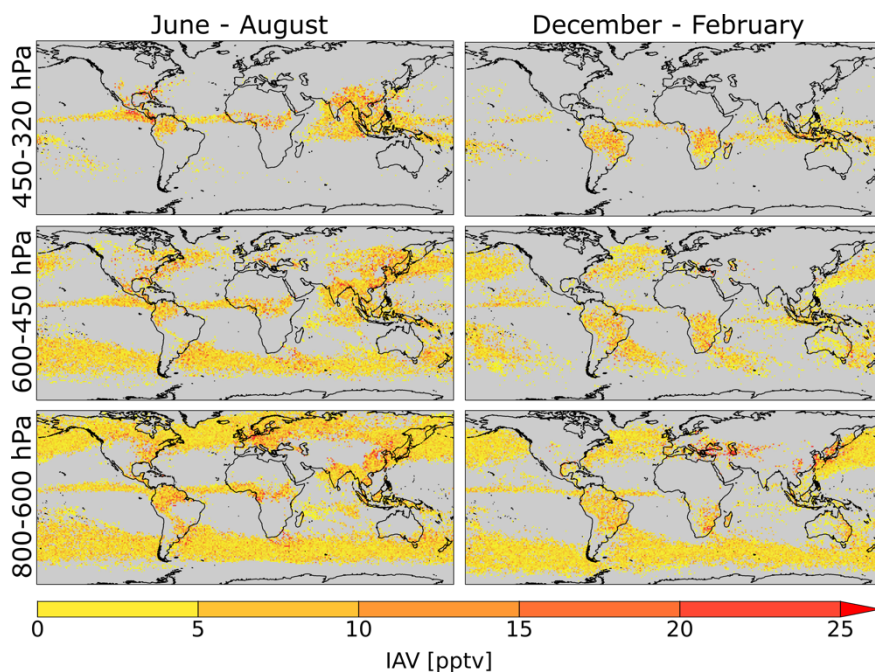 June - August
December - February
450-320 hPa
600-450 hPa
800-600 hPa
0 5 10 15 20 25
IAV [pptv]